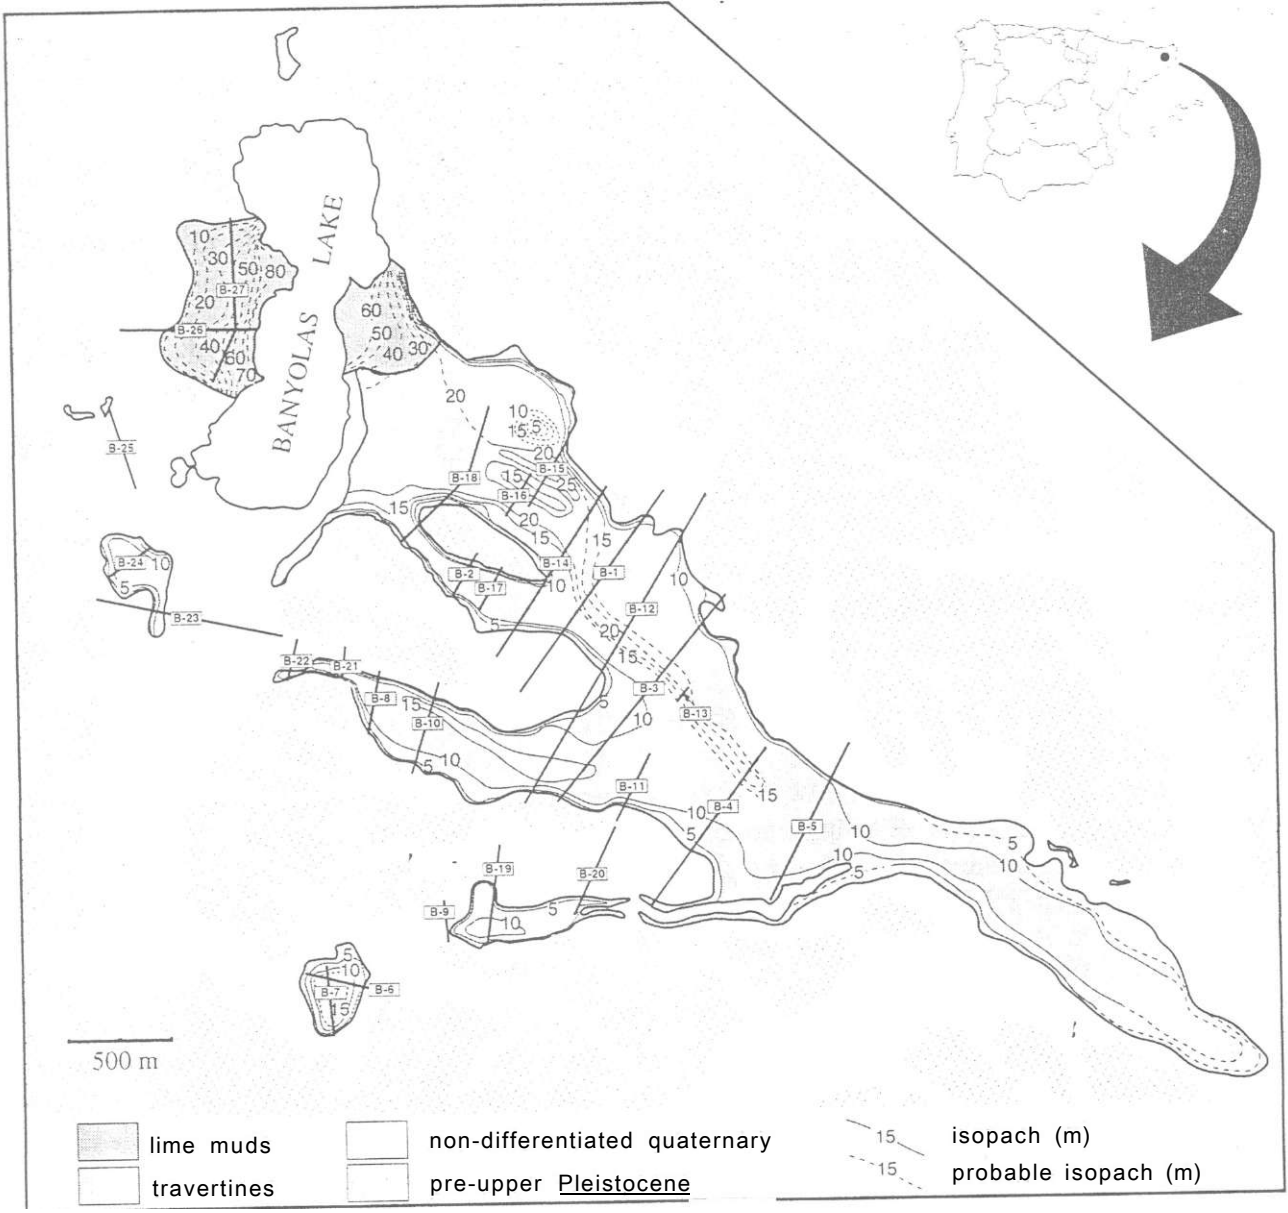 BANYOLAS LAKE
10
30
50
80
B-27
20
B-26
40
60
70
60
50
40
30
20
10
15
5
20
B-25
B-18
15
B-15
25
B-16
15
20
15
15
B-14
B-2
B-17
10
B-1
10
B-24
10
5
B-23
B-12
5
20
15
B-22
B-21
B-8
15
B-10
5
B-3
10
B-13
5
10
B-11
10
B-4
15
5
B-5
10
5
10
10
5
B-19
B-20
B-9
5
10
5
10
B-7
B-6
15
500 m
lime muds
travertines
non-differentiated quaternary
pre-upper Pleistocene
15
isopach (m)
15
probable isopach (m)